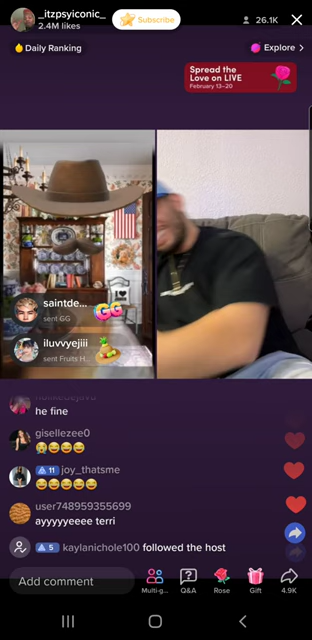 _itzpsyiconic_
2.4M likes
Subscribe
26.1K
Daily Ranking
Explore
Spread the
Love on LIVE
February 13–20
saintde...
sent GG
GG
iluvvyejiii
sent Fruits H...
he fine
gisellezee0
11 joy_thatsme
user748959355699
ayyyyyeeee terri
5 kaylanichole100 followed the host
Add comment
Multi-g...
Q&A
Rose
Gift
4.9K